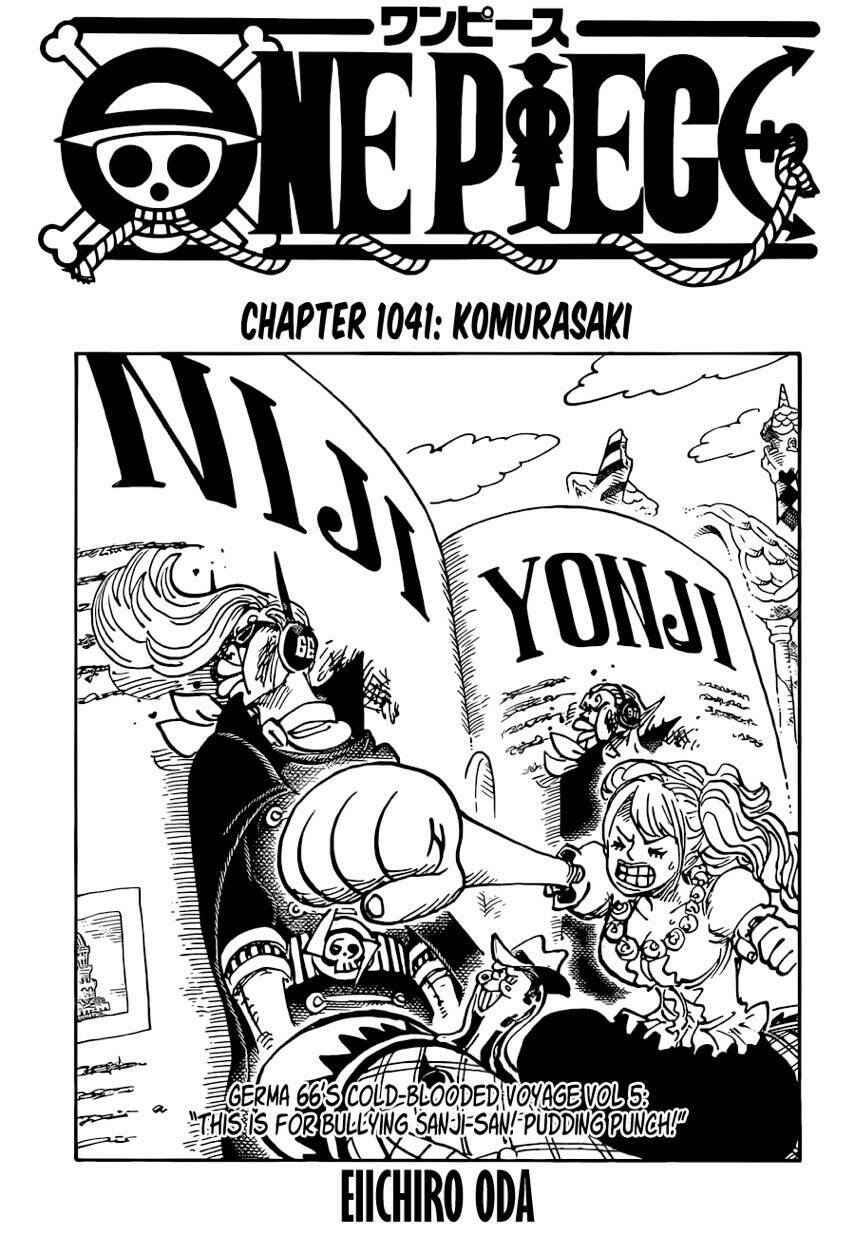 ワンピース
ONE PIECE
CHAPTER 1041: KOMURASAKI
NIJI
YONJI
66
GERMA 66'S COLD-BLOODED VOYAGE VOL 5:
"THIS IS FOR BULLYING SANJI-SAN! PUDDING PUNCH!"
EIICHIRO ODA